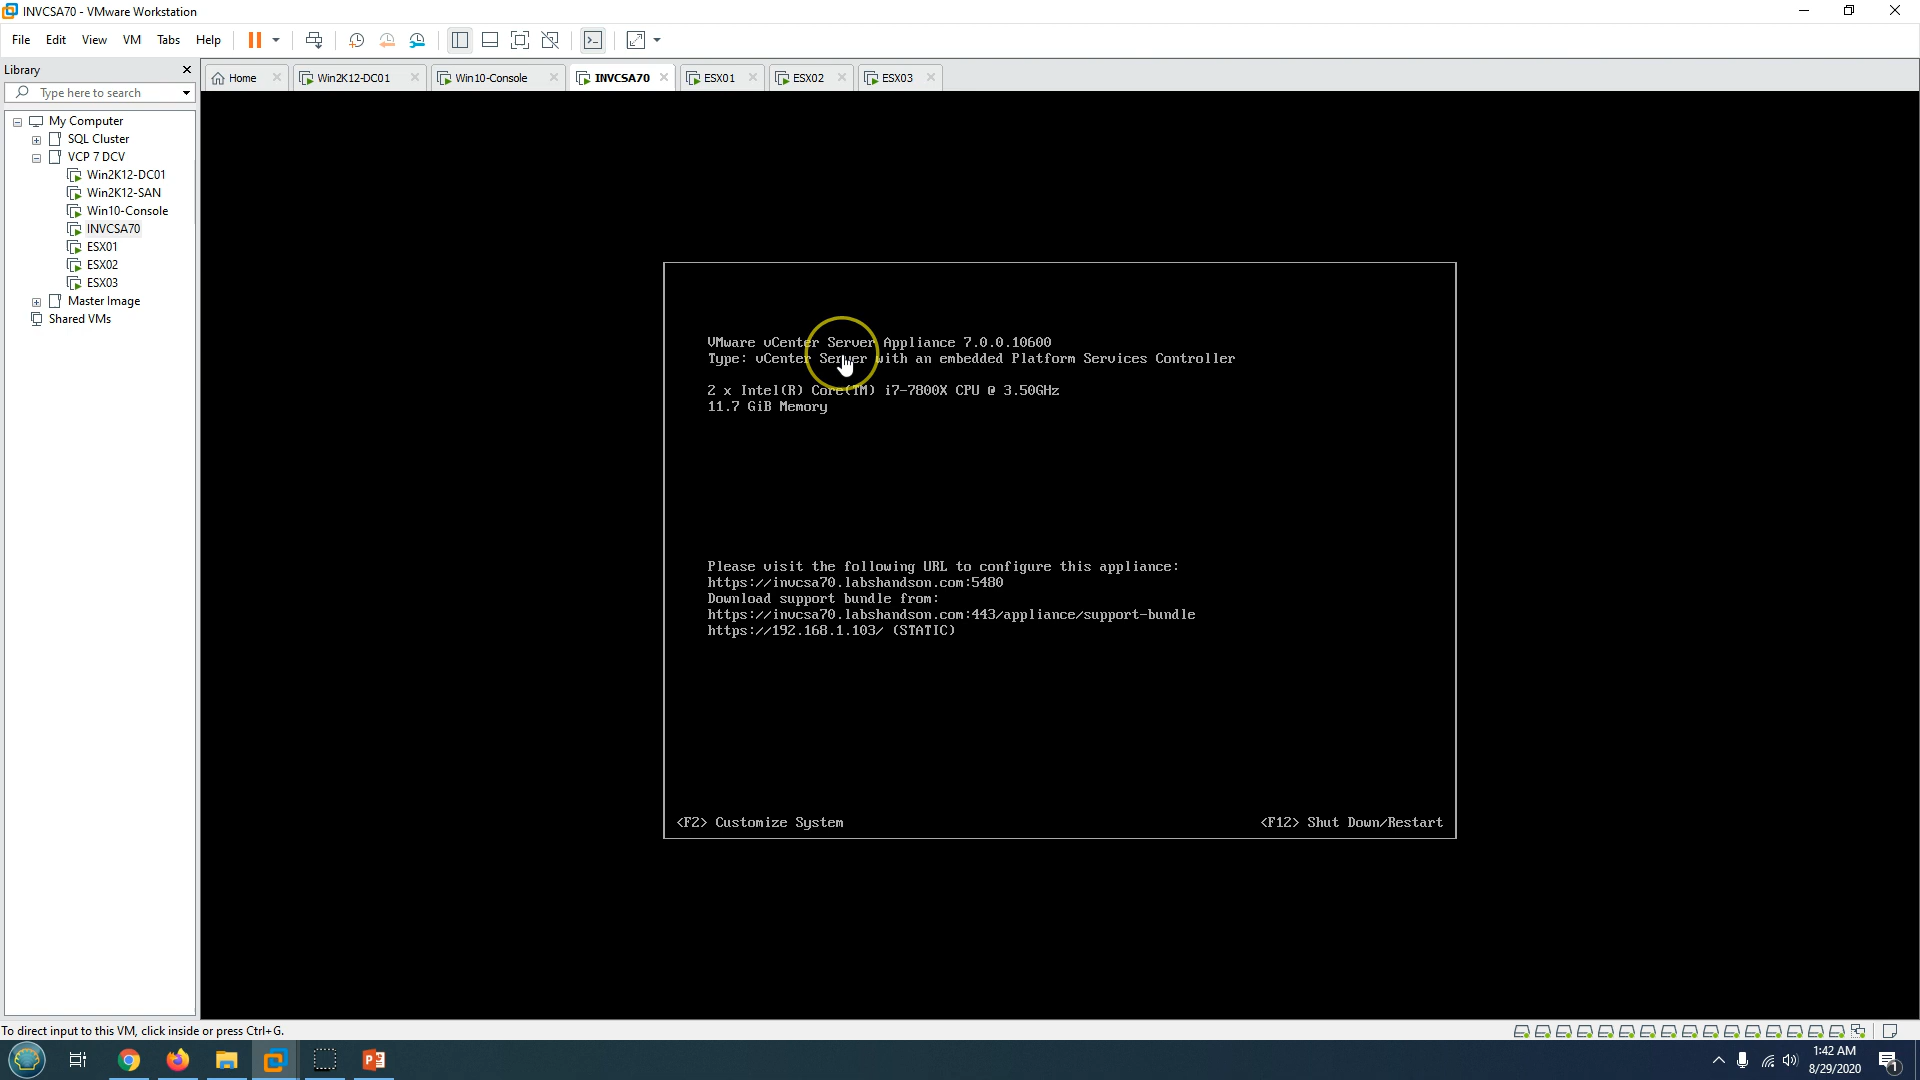 INVCSA70 - VMware Workstation
File Edit View VM Tabs Help
Library
Type here to search
My Computer
SQL Cluster
VCP 7 DCV
Win2K12-DC01
Win2K12-SAN
Win10-Console
INVCSA70
ESX01
ESX02
ESX03
Master Image
Shared VMs
Home Win2K12-DC01 Win10-Console INVCSA70 ESX01 ESX02 ESX03
VMware vCenter Server Appliance 7.0.0.10600
Type: vCenter Server with an embedded Platform Services Controller
2 x Intel(R) Core(TM) i7-7800X CPU @ 3.50GHz
11.7 GiB Memory
Please visit the following URL to configure this appliance:
https://invcsa70.labshandson.com:5480
Download support bundle from:
https://invcsa70.labshandson.com:443/appliance/support-bundle
https://192.168.1.103/ (STATIC)
<F2> Customize System
<F12> Shut Down/Restart
To direct input to this VM, click inside or press Ctrl+G.
1:42 AM
8/29/2020
1